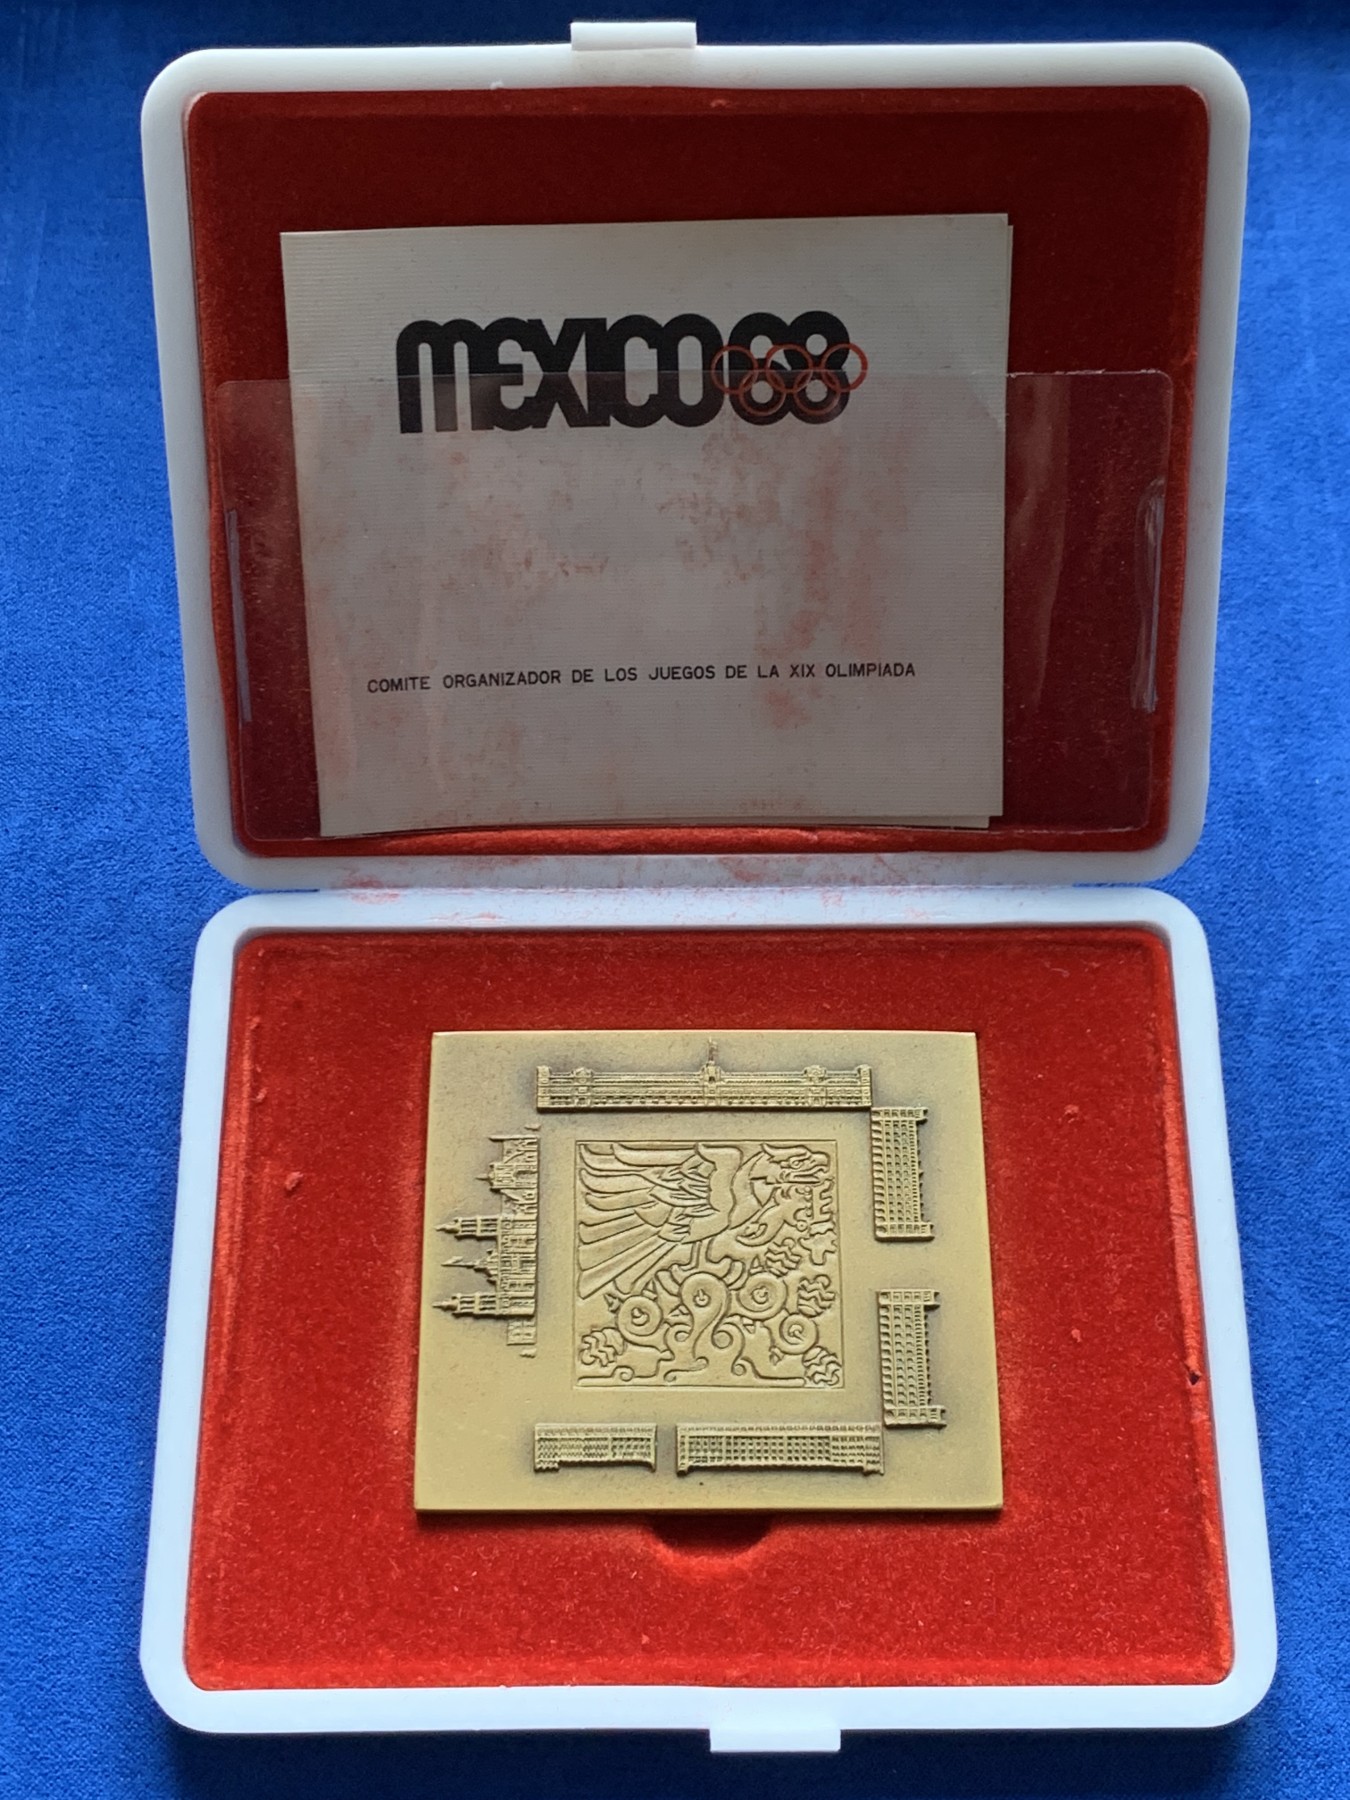 MEXICO68
COMITE ORGANIZADOR DE LOS JUEGOS DE LA XIX OLIMPIADA